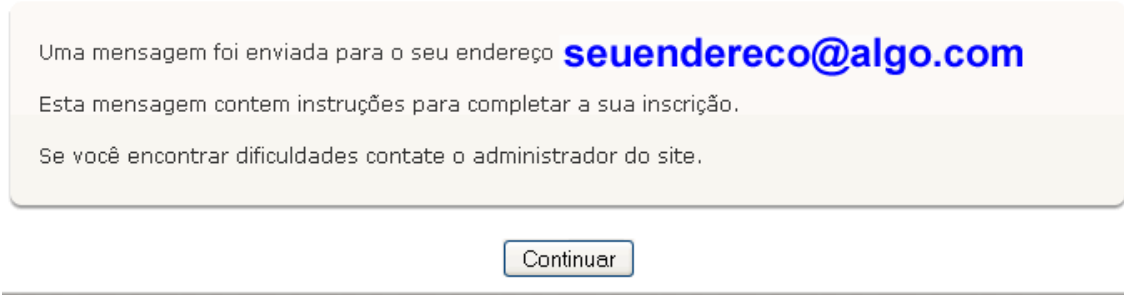 Uma mensagem foi enviada para o seu endereço seuendereco@algo.com
Esta mensagem contem instruções para completar a sua inscrição.
Se você encontrar dificuldades contate o administrador do site.
Continuar